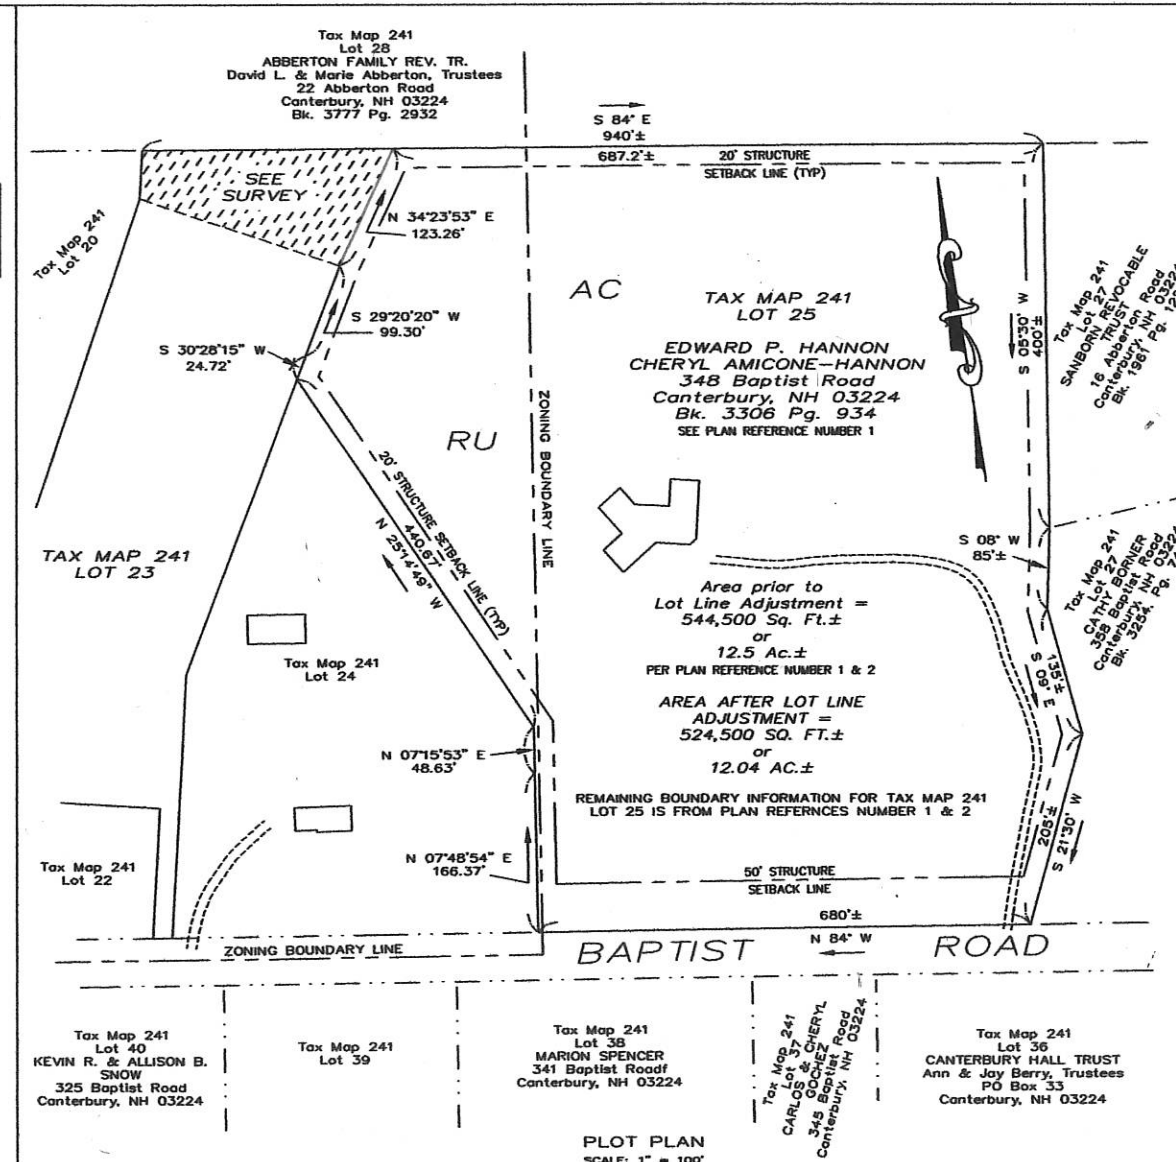 Tax Map 241
Lot 28
ABBERTON FAMILY REV. TR.
David L. & Marie Abberton, Trustees
22 Abberton Road
Canterbury, NH 03224
Bk. 3777 Pg. 2932
S 84° E
940'±
687.2'±
20' STRUCTURE
SETBACK LINE (TYP)
SEE
SURVEY
N 34°23'53" E
123.26'
Tax Map 241
Lot 20
S 29°20'20" W
99.30'
S 30°28'15" W
24.72'
AC
TAX MAP 241
LOT 25
EDWARD P. HANNON
CHERYL AMICONE-HANNON
348 Baptist Road
Canterbury, NH 03224
Bk. 3306 Pg. 934
SEE PLAN REFERENCE NUMBER 1
S 05°30' W
400'±
Tax Map 241
Lot 27
SANBORN REVOCABLE
TRUST
16 Abberton Road
Canterbury, NH 03224
Bk. 1961 Pg.
RU
ZONING BOUNDARY LINE
20' STRUCTURE SETBACK LINE (TYP)
440.67'
N 25°14'49" W
TAX MAP 241
LOT 23
S 08° W
85'±
Tax Map 241
Lot 27
CATHY BORNER
358 Baptist Road
Canterbury, NH 03224
Bk. 3254, Pg.
Area prior to
Lot Line Adjustment =
544,500 Sq. Ft.±
or
12.5 Ac.±
PER PLAN REFERENCE NUMBER 1 & 2
Tax Map 241
Lot 24
135'±
S 09° E
AREA AFTER LOT LINE
ADJUSTMENT =
524,500 SQ. FT.±
or
12.04 AC.±
N 07°15'53" E
48.63'
REMAINING BOUNDARY INFORMATION FOR TAX MAP 241
LOT 25 IS FROM PLAN REFERNCES NUMBER 1 & 2
205'±
S 21°30' W
Tax Map 241
Lot 22
N 07°48'54" E
166.37'
50' STRUCTURE
SETBACK LINE
680'±
N 84° W
ZONING BOUNDARY LINE
BAPTIST ROAD
Tax Map 241
Lot 40
KEVIN R. & ALLISON B.
SNOW
325 Baptist Road
Canterbury, NH 03224
Tax Map 241
Lot 39
Tax Map 241
Lot 38
MARION SPENCER
341 Baptist Roadf
Canterbury, NH 03224
Tax Map 241
Lot 37
CARLOS & CHERYL
GOCHEZ
345 Baptist Road
Canterbury, NH 03224
Tax Map 241
Lot 36
CANTERBURY HALL TRUST
Ann & Jay Berry, Trustees
PO Box 33
Canterbury, NH 03224
PLOT PLAN
SCALE: 1" = 100'